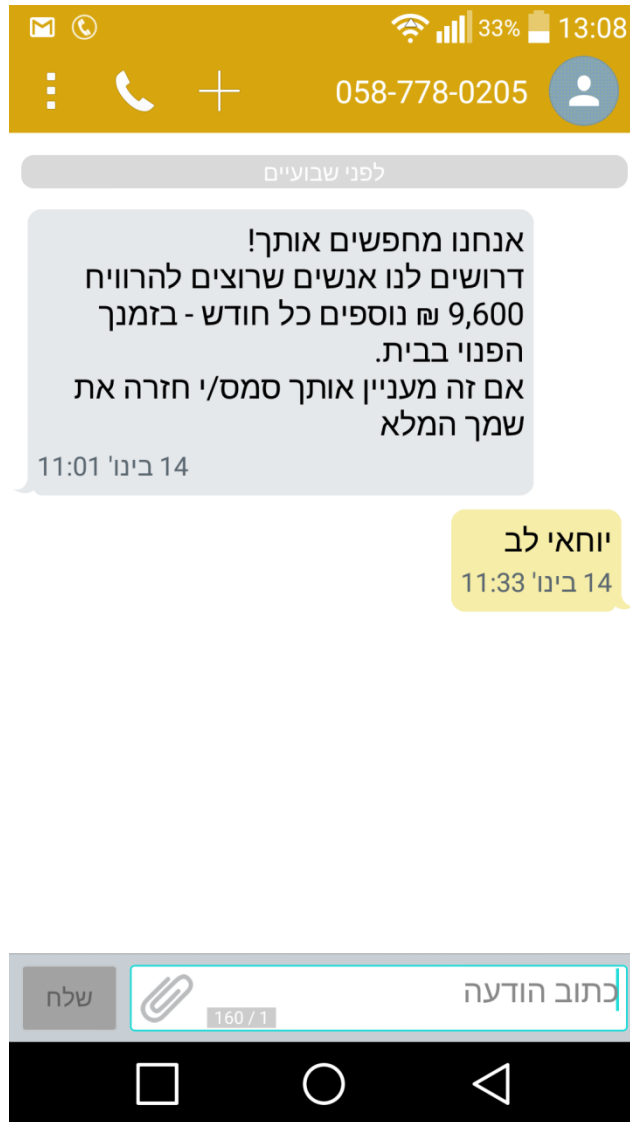 33% 13:08
058-778-0205
לפני שבועיים
אנחנו מחפשים אותך!
דרושים לנו אנשים שרוצים להרוויח
9,600 ₪ נוספים כל חודש - בזמנך
הפנוי בבית.
אם זה מעניין אותך סמס/י חזרה את
שמך המלא
14 בינו' 11:01
יוחאי לב
14 בינו' 11:33
כתוב הודעה
160 / 1
שלח